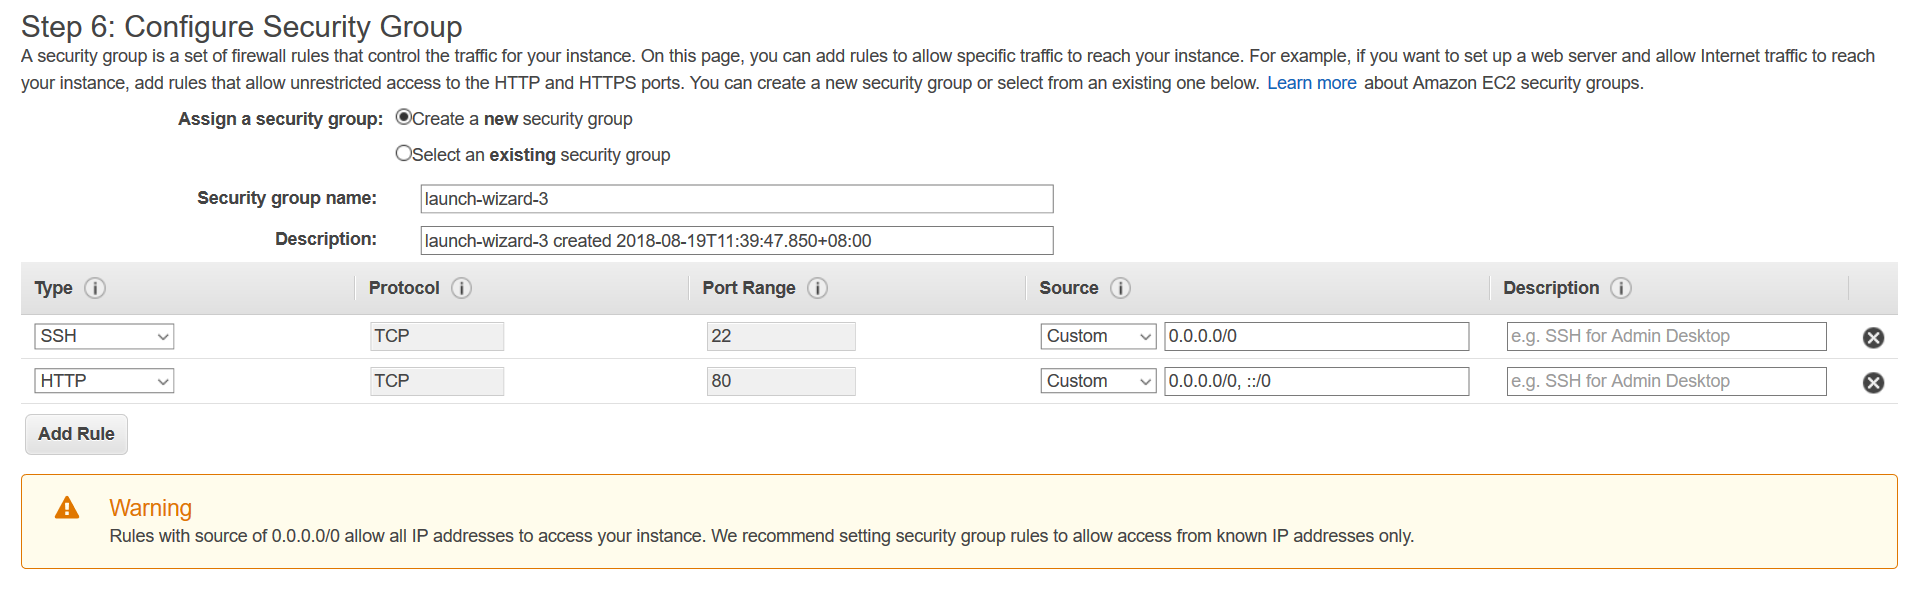 Step 6: Configure Security Group
A security group is a set of firewall rules that control the traffic for your instance. On this page, you can add rules to allow specific traffic to reach your instance. For example, if you want to set up a web server and allow Internet traffic to reach
your instance, add rules that allow unrestricted access to the HTTP and HTTPS ports. You can create a new security group or select from an existing one below. Learn more about Amazon EC2 security groups.
Assign a security group: Create a new security group
Select an existing security group
Security group name: launch-wizard-3
Description: launch-wizard-3 created 2018-08-19T11:39:47.850+08:00
Type i Protocol i Port Range i Source i Description i
SSH TCP 22 Custom 0.0.0.0/0 e.g. SSH for Admin Desktop
HTTP TCP 80 Custom 0.0.0.0/0, ::/0 e.g. SSH for Admin Desktop
Add Rule
Warning
Rules with source of 0.0.0.0/0 allow all IP addresses to access your instance. We recommend setting security group rules to allow access from known IP addresses only.